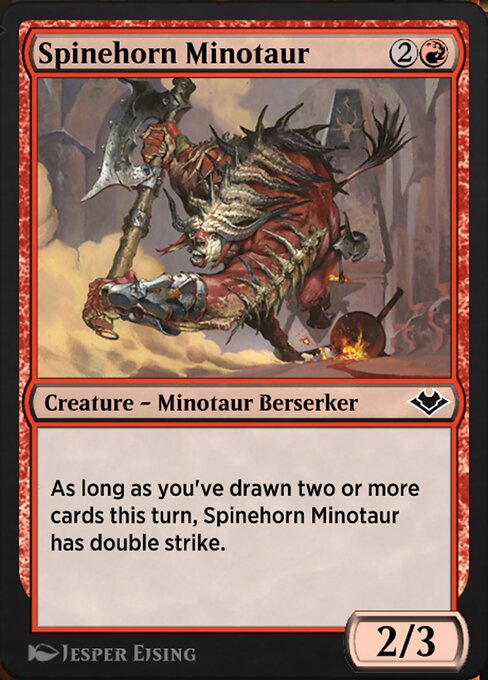 Spinehorn Minotaur 2
Creature – Minotaur Berserker
As long as you've drawn two or more
cards this turn, Spinehorn Minotaur
has double strike.
2/3
Jesper Ejsing